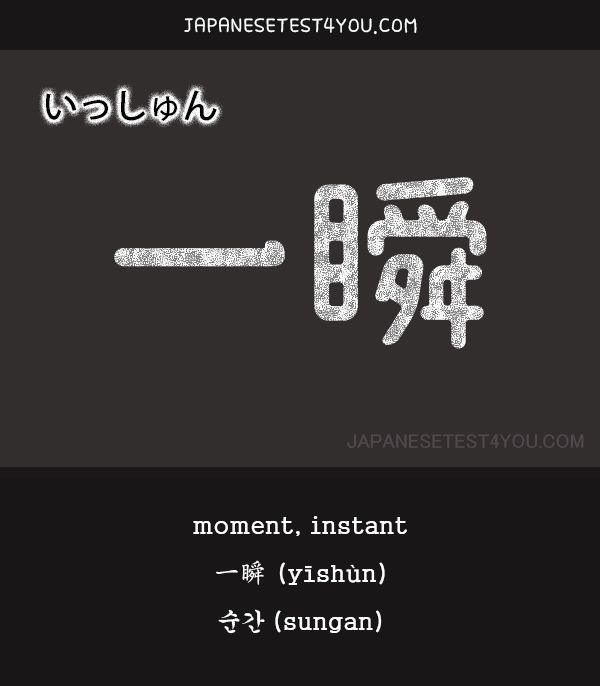 JAPANESETEST4YOU.COM
いっしゅん
一瞬
JAPANESETEST4YOU.COM
moment, instant
一瞬 (yīshùn)
순간 (sungan)